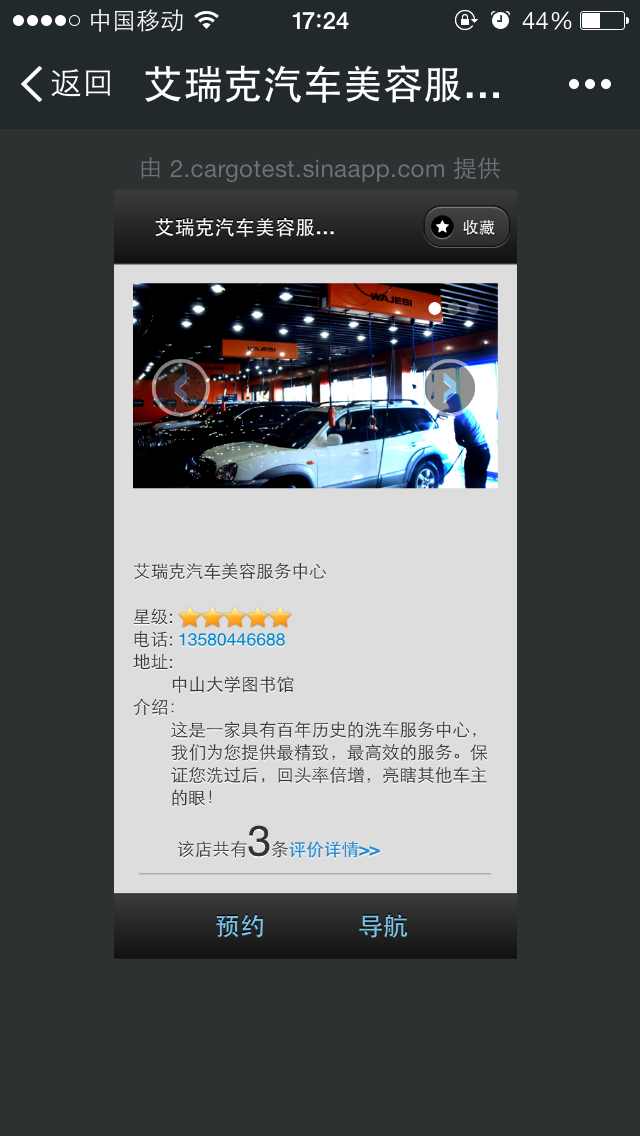 中国移动 17:24 44%
返回 艾瑞克汽车美容服...
由 2.cargotest.sinaapp.com 提供
艾瑞克汽车美容服... 收藏
WAJEBI
WAJEBI
艾瑞克汽车美容服务中心
星级:
电话: 13580446688
地址:
中山大学图书馆
介绍:
这是一家具有百年历史的洗车服务中心，
我们为您提供最精致，最高效的服务。保
证您洗过后，回头率倍增，亮瞎其他车主
的眼！
该店共有3条评价详情>>
预约 导航